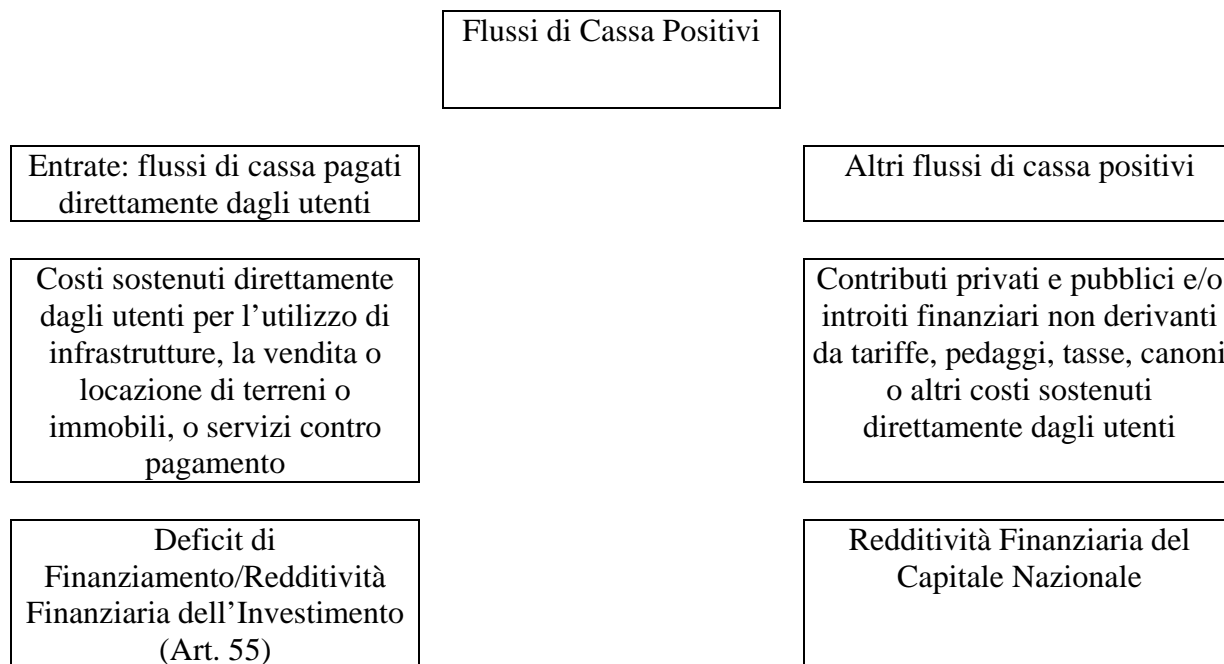 Flussi di Cassa Positivi
Entrate: flussi di cassa pagati
direttamente dagli utenti
Altri flussi di cassa positivi
Costi sostenuti direttamente
dagli utenti per l’utilizzo di
infrastrutture, la vendita o
locazione di terreni o
immobili, o servizi contro
pagamento
Contributi privati e pubblici e/o
introiti finanziari non derivanti
da tariffe, pedaggi, tasse, canoni
o altri costi sostenuti
direttamente dagli utenti
Deficit di
Finanziamento/Redditività
Finanziaria dell’Investimento
(Art. 55)
Redditività Finanziaria del
Capitale Nazionale